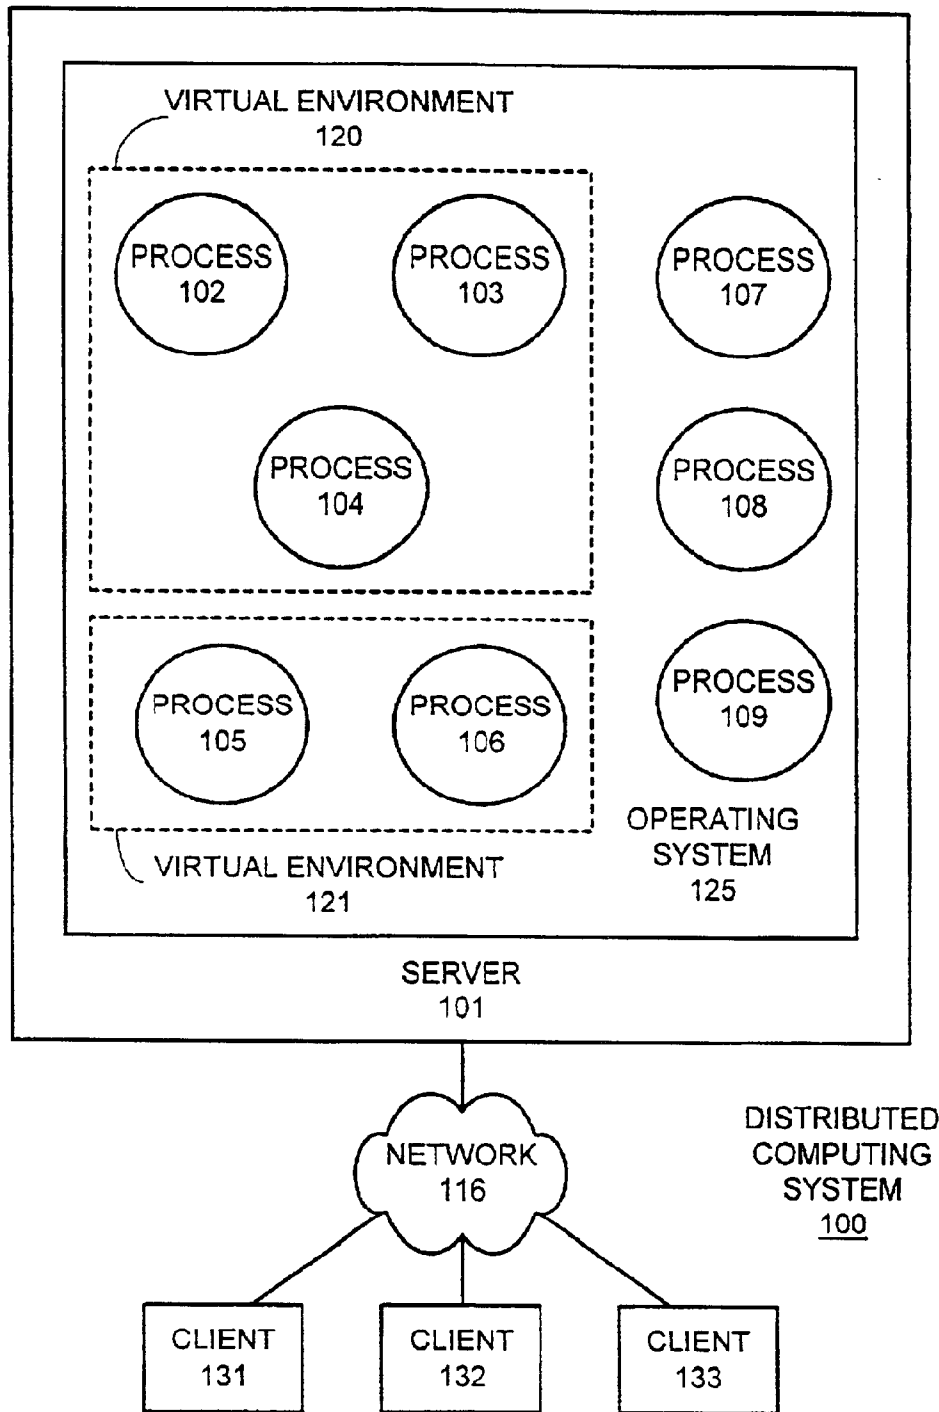 VIRTUAL ENVIRONMENT
120
PROCESS
102
PROCESS
103
PROCESS
107
PROCESS
104
PROCESS
108
PROCESS
105
PROCESS
106
PROCESS
109
OPERATING
SYSTEM
125
VIRTUAL ENVIRONMENT
121
SERVER
101
NETWORK
116
DISTRIBUTED
COMPUTING
SYSTEM
100
CLIENT
131
CLIENT
132
CLIENT
133